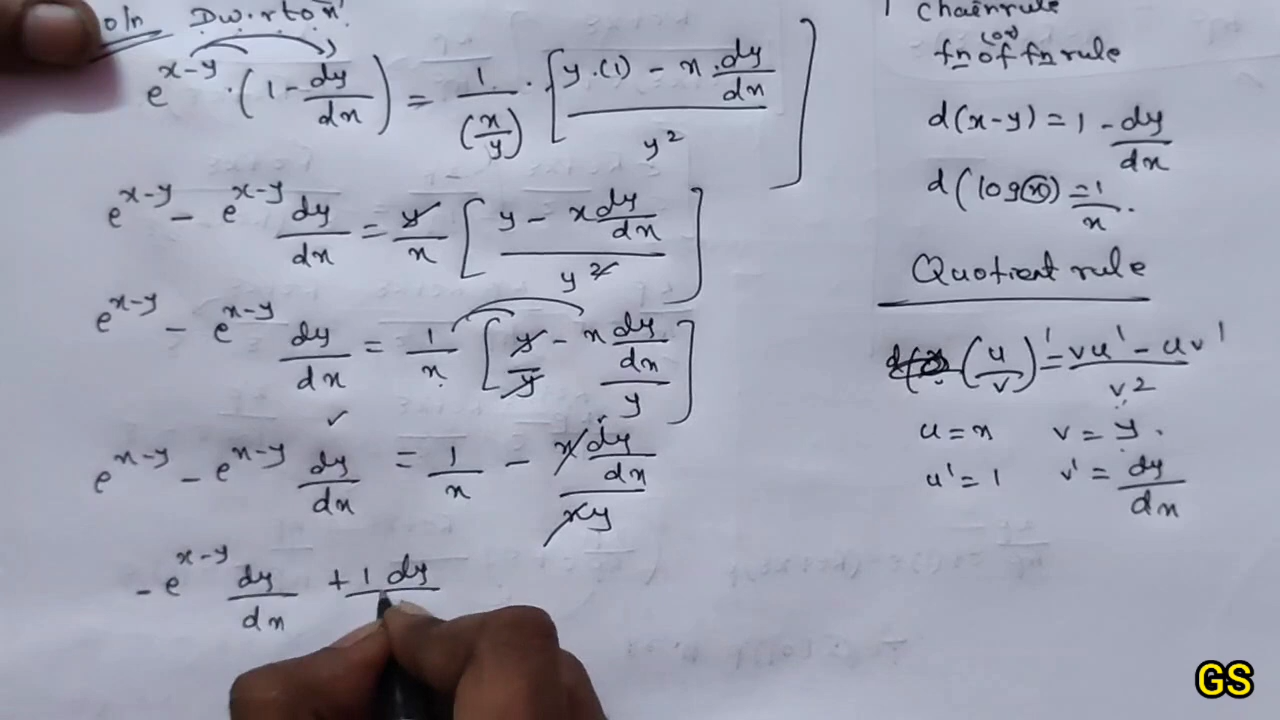 oln D.w.r.to 'x'
e^{x-y} · (1 - dy/dx) = 1/(x/y) · [y·(1) - x · dy/dx / y²]
e^{x-y} - e^{x-y} dy/dx = y/x [y - x dy/dx / y²]
e^{x-y} - e^{x-y} dy/dx = 1/x [y/y - x dy/dx / y]
e^{x-y} - e^{x-y} dy/dx = 1/x - x dy/dx / xy
- e^{x-y} dy/dx + 1 dy
Chainrule
(or)
fn of fn rule
d(x-y) = 1 - dy/dx
d(log x) = 1/x.
Quotient rule
(u/v)' = vu' - uv' / v²
u = x v = y.
u' = 1 v' = dy/dx
GS